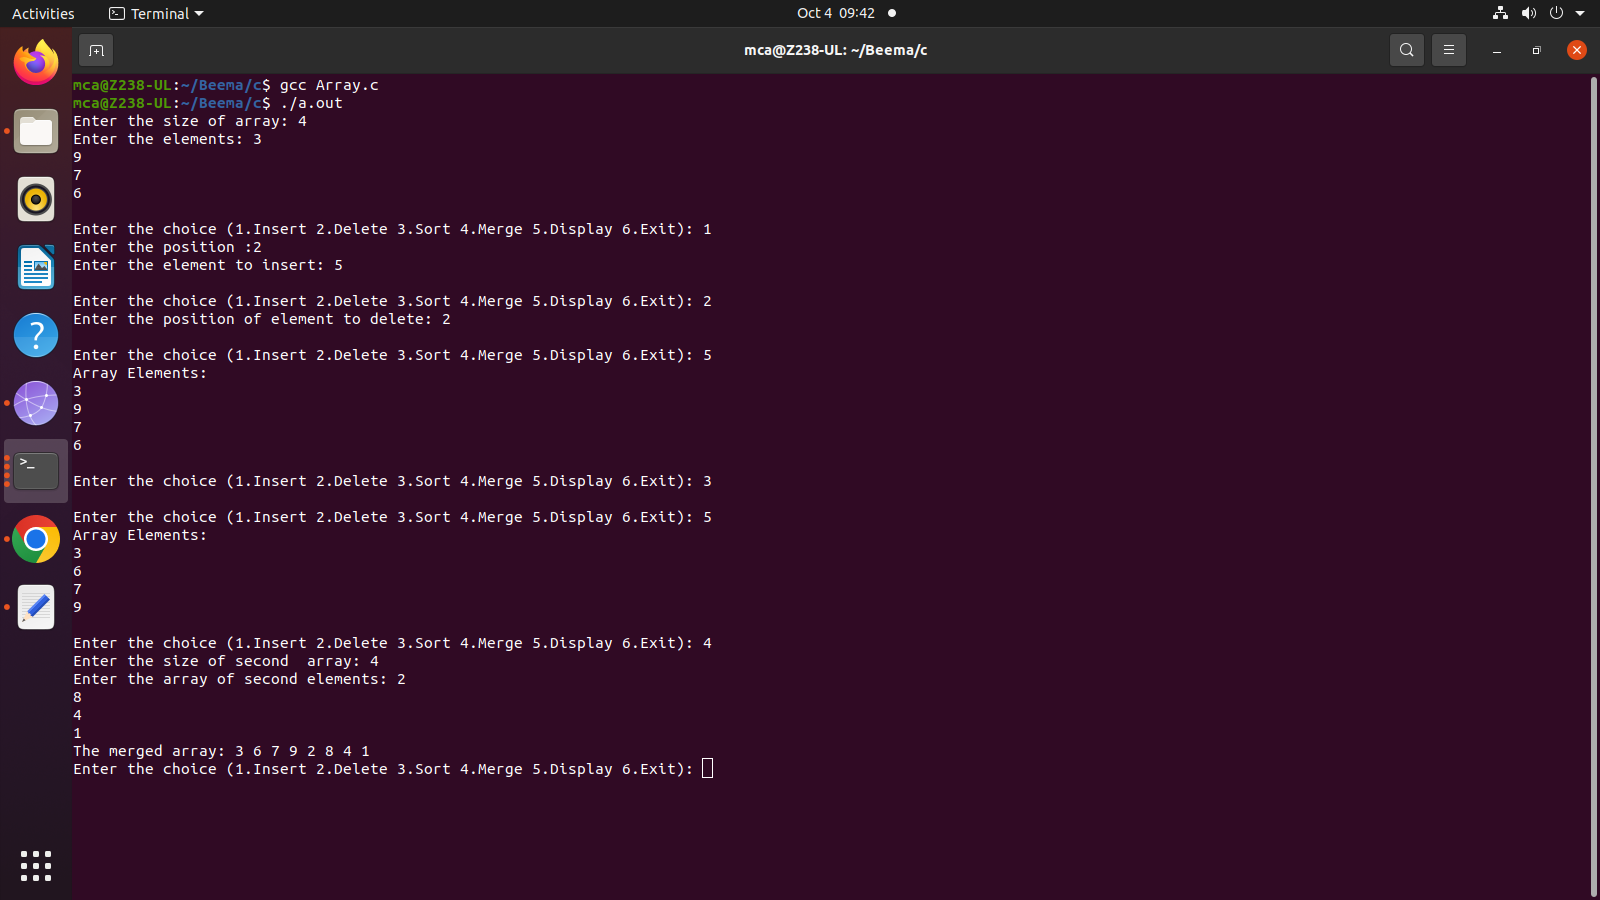 Activities Terminal Oct 4 09:42
mca@Z238-UL: ~/Beema/c
mca@Z238-UL:~/Beema/c$ gcc Array.c
mca@Z238-UL:~/Beema/c$ ./a.out
Enter the size of array: 4
Enter the elements: 3
9
7
6
Enter the choice (1.Insert 2.Delete 3.Sort 4.Merge 5.Display 6.Exit): 1
Enter the position :2
Enter the element to insert: 5
Enter the choice (1.Insert 2.Delete 3.Sort 4.Merge 5.Display 6.Exit): 2
Enter the position of element to delete: 2
Enter the choice (1.Insert 2.Delete 3.Sort 4.Merge 5.Display 6.Exit): 5
Array Elements:
3
9
7
6
Enter the choice (1.Insert 2.Delete 3.Sort 4.Merge 5.Display 6.Exit): 3
Enter the choice (1.Insert 2.Delete 3.Sort 4.Merge 5.Display 6.Exit): 5
Array Elements:
3
6
7
9
Enter the choice (1.Insert 2.Delete 3.Sort 4.Merge 5.Display 6.Exit): 4
Enter the size of second  array: 4
Enter the array of second elements: 2
8
4
1
The merged array: 3 6 7 9 2 8 4 1
Enter the choice (1.Insert 2.Delete 3.Sort 4.Merge 5.Display 6.Exit):